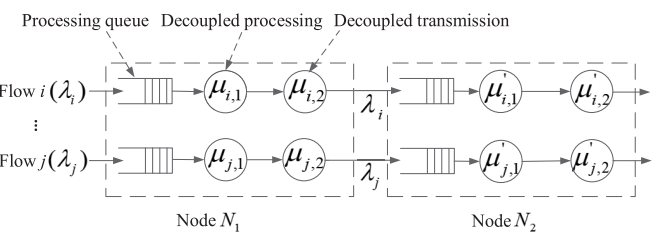 Processing queue Decoupled processing Decoupled transmission
Flow i(λᵢ) μᵢ,₁ μᵢ,₂ λᵢ μ'ᵢ,₁ μ'ᵢ,₂
⋮
Flow j(λⱼ) μⱼ,₁ μⱼ,₂ λⱼ μ'ⱼ,₁ μ'ⱼ,₂
Node N₁ Node N₂